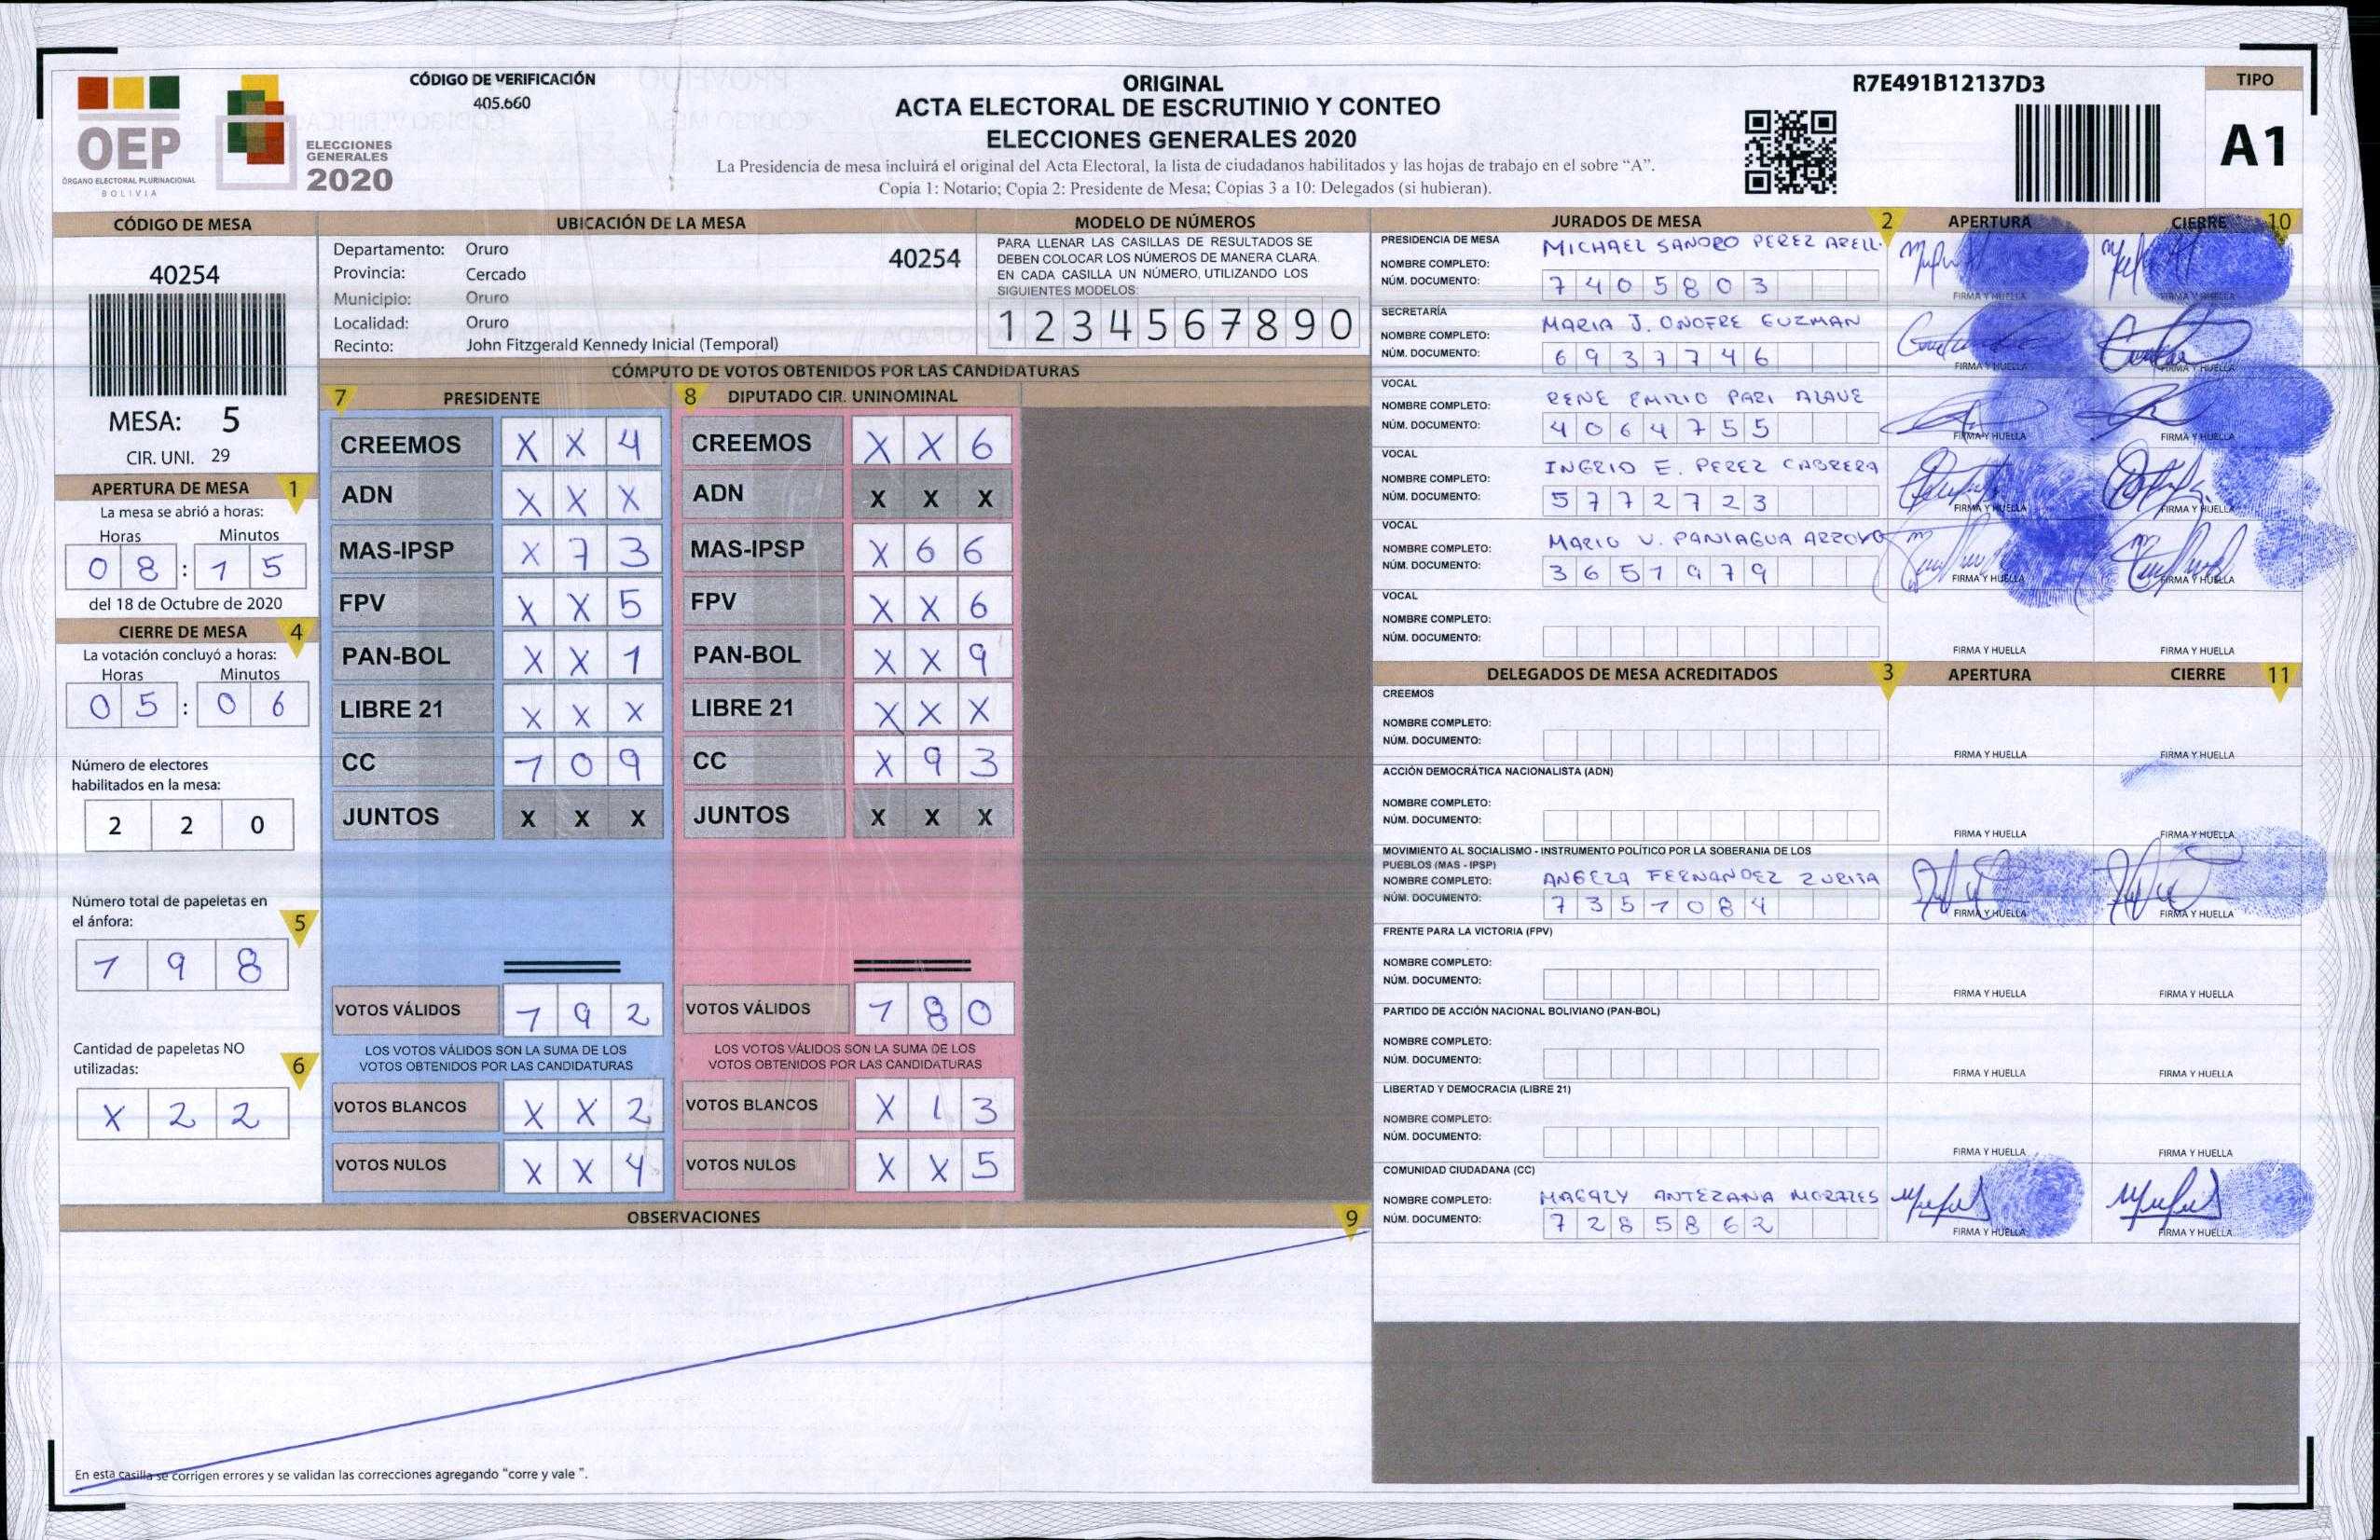 OEP
ÓRGANO ELECTORAL PLURINACIONAL
BOLIVIA
ELECCIONES
GENERALES
2020
CÓDIGO DE VERIFICACIÓN
405.660
ORIGINAL
ACTA ELECTORAL DE ESCRUTINIO Y CONTEO
ELECCIONES GENERALES 2020
La Presidencia de mesa incluirá el original del Acta Electoral, la lista de ciudadanos habilitados y las hojas de trabajo en el sobre “A”.
Copia 1: Notario; Copia 2: Presidente de Mesa; Copias 3 a 10: Delegados (si hubieran).
R7E491B12137D3
TIPO
A1
CÓDIGO DE MESA
40254
MESA: 5
CIR. UNI. 29
APERTURA DE MESA 1
La mesa se abrió a horas:
Horas Minutos
0 8 : 1 5
del 18 de Octubre de 2020
CIERRE DE MESA 4
La votación concluyó a horas:
Horas Minutos
0 5 : 0 6
Número de electores
habilitados en la mesa:
2 2 0
Número total de papeletas en
el ánfora: 5
1 9 8
Cantidad de papeletas NO
utilizadas: 6
X 2 2
UBICACIÓN DE LA MESA
Departamento: Oruro
Provincia: Cercado
Municipio: Oruro
Localidad: Oruro
Recinto: John Fitzgerald Kennedy Inicial (Temporal)
40254
MODELO DE NÚMEROS
PARA LLENAR LAS CASILLAS DE RESULTADOS SE
DEBEN COLOCAR LOS NÚMEROS DE MANERA CLARA.
EN CADA CASILLA UN NÚMERO, UTILIZANDO LOS
SIGUIENTES MODELOS:
1 2 3 4 5 6 7 8 9 0
CÓMPUTO DE VOTOS OBTENIDOS POR LAS CANDIDATURAS
7 PRESIDENTE
CREEMOS X X 4
ADN X X X
MAS-IPSP X 7 3
FPV X X 5
PAN-BOL X X 1
LIBRE 21 X X X
CC 1 0 9
JUNTOS X X X
VOTOS VÁLIDOS 1 9 2
LOS VOTOS VÁLIDOS SON LA SUMA DE LOS
VOTOS OBTENIDOS POR LAS CANDIDATURAS
VOTOS BLANCOS X X 2
VOTOS NULOS X X 4
8 DIPUTADO CIR. UNINOMINAL
CREEMOS X X 6
ADN X X X
MAS-IPSP X 6 6
FPV X X 6
PAN-BOL X X 9
LIBRE 21 X X X
CC X 9 3
JUNTOS X X X
VOTOS VÁLIDOS 1 8 0
LOS VOTOS VÁLIDOS SON LA SUMA DE LOS
VOTOS OBTENIDOS POR LAS CANDIDATURAS
VOTOS BLANCOS X 1 3
VOTOS NULOS X X 5
OBSERVACIONES 9
En esta casilla se corrigen errores y se validan las correcciones agregando “corre y vale ”.
JURADOS DE MESA 2 APERTURA CIERRE 10
PRESIDENCIA DE MESA
NOMBRE COMPLETO: MICHAEL SANDRO PEREZ ARELL.
NÚM. DOCUMENTO: 7 4 0 5 8 0 3
FIRMA Y HUELLA FIRMA Y HUELLA
SECRETARÍA
NOMBRE COMPLETO: MARIA J. ONOFRE GUZMAN
NÚM. DOCUMENTO: 6 9 3 7 7 4 6
FIRMA Y HUELLA FIRMA Y HUELLA
VOCAL
NOMBRE COMPLETO: RENE EMILIO PARI ALAVE
NÚM. DOCUMENTO: 4 0 6 4 7 5 5
FIRMA Y HUELLA FIRMA Y HUELLA
VOCAL
NOMBRE COMPLETO: INGRID E. PEREZ CABRERA
NÚM. DOCUMENTO: 5 7 7 2 7 2 3
FIRMA Y HUELLA FIRMA Y HUELLA
VOCAL
NOMBRE COMPLETO: MARIO V. PANIAGUA ARROYO
NÚM. DOCUMENTO: 3 6 5 1 9 7 9
FIRMA Y HUELLA FIRMA Y HUELLA
VOCAL
NOMBRE COMPLETO:
NÚM. DOCUMENTO:
FIRMA Y HUELLA FIRMA Y HUELLA
DELEGADOS DE MESA ACREDITADOS 3 APERTURA CIERRE 11
CREEMOS
NOMBRE COMPLETO:
NÚM. DOCUMENTO:
FIRMA Y HUELLA FIRMA Y HUELLA
ACCIÓN DEMOCRÁTICA NACIONALISTA (ADN)
NOMBRE COMPLETO:
NÚM. DOCUMENTO:
FIRMA Y HUELLA FIRMA Y HUELLA
MOVIMIENTO AL SOCIALISMO - INSTRUMENTO POLÍTICO POR LA SOBERANIA DE LOS
PUEBLOS (MAS - IPSP)
NOMBRE COMPLETO: ANGELA FERNANDEZ ZURITA
NÚM. DOCUMENTO: 7 3 5 1 0 8 4
FIRMA Y HUELLA FIRMA Y HUELLA
FRENTE PARA LA VICTORIA (FPV)
NOMBRE COMPLETO:
NÚM. DOCUMENTO:
FIRMA Y HUELLA FIRMA Y HUELLA
PARTIDO DE ACCIÓN NACIONAL BOLIVIANO (PAN-BOL)
NOMBRE COMPLETO:
NÚM. DOCUMENTO:
FIRMA Y HUELLA FIRMA Y HUELLA
LIBERTAD Y DEMOCRACIA (LIBRE 21)
NOMBRE COMPLETO:
NÚM. DOCUMENTO:
FIRMA Y HUELLA FIRMA Y HUELLA
COMUNIDAD CIUDADANA (CC)
NOMBRE COMPLETO: MAGALY ANTEZANA MORALES
NÚM. DOCUMENTO: 7 2 8 5 8 6 2
FIRMA Y HUELLA FIRMA Y HUELLA